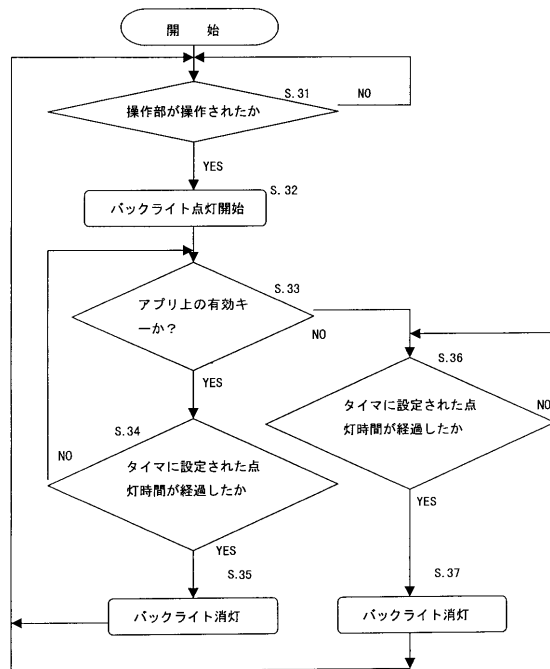 開 始
S.31
操作部が操作されたか
NO
YES
S.32
バックライト点灯開始
S.33
アプリ上の有効キ
ーか？
NO
YES
S.36
タイマに設定された点
灯時間が経過したか
NO
YES
S.34
タイマに設定された点
灯時間が経過したか
NO
YES
S.35
バックライト消灯
S.37
バックライト消灯